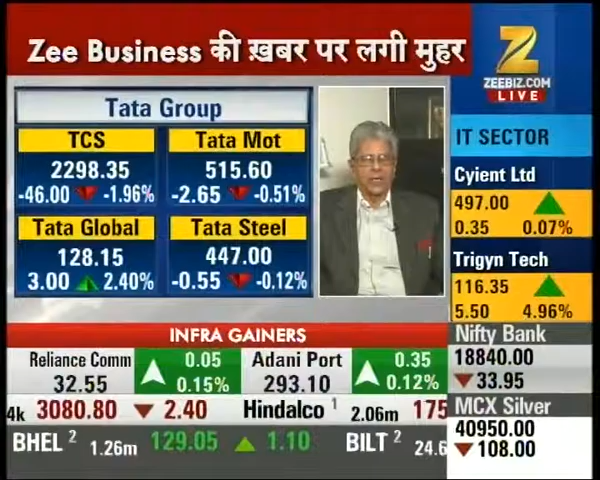 Zee Business की ख़बर पर लगी मुहर
ZEEBIZ.COM
LIVE
Tata Group
TCS
2298.35
-46.00 -1.96%
Tata Mot
515.60
-2.65 -0.51%
Tata Global
128.15
3.00 2.40%
Tata Steel
447.00
-0.55 -0.12%
IT SECTOR
Cyient Ltd
497.00
0.35 0.07%
Trigyn Tech
116.35
5.50 4.96%
INFRA GAINERS
Reliance Comm
32.55
0.05
0.15%
Adani Port
293.10
0.35
0.12%
Nifty Bank
18840.00
33.95
MCX Silver
40950.00
108.00
4k 3080.80 2.40 Hindalco 1 2.06m 175
BHEL 2 1.26m 129.05 1.10 BILT 2 24.6